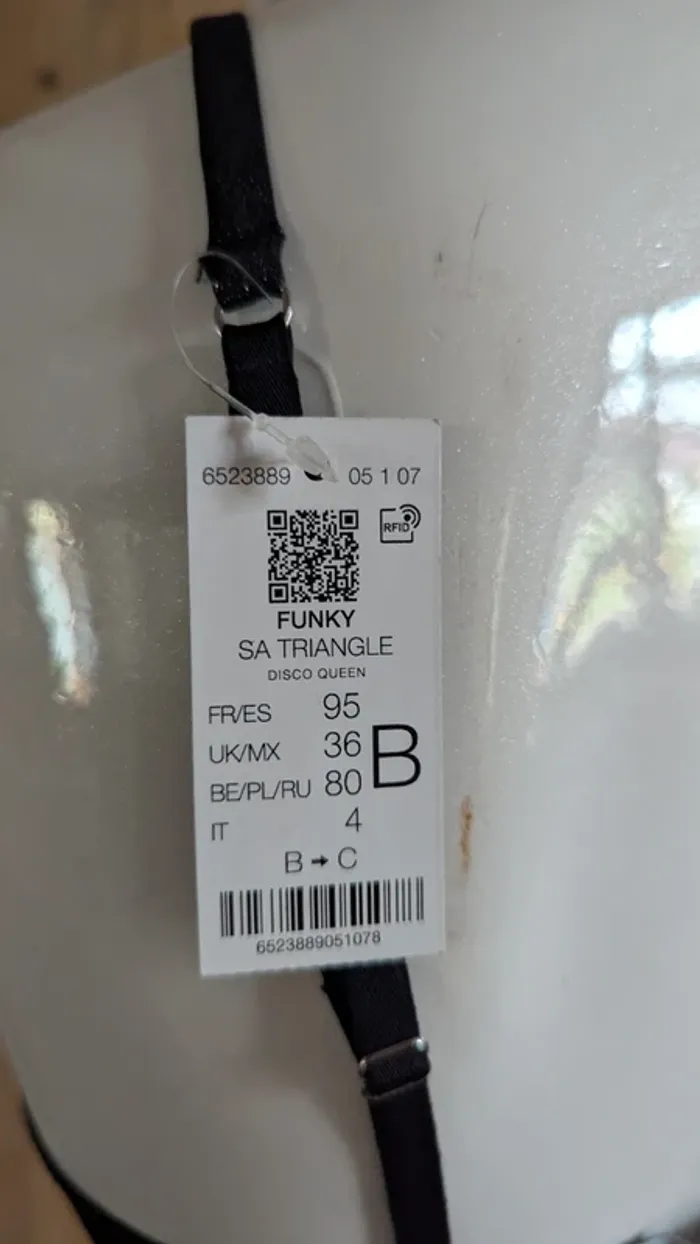 6523889 05 1 07
RFID
FUNKY
SA TRIANGLE
DISCO QUEEN
FR/ES 95
UK/MX 36 B
BE/PL/RU 80
IT 4
B → C
6523889051078